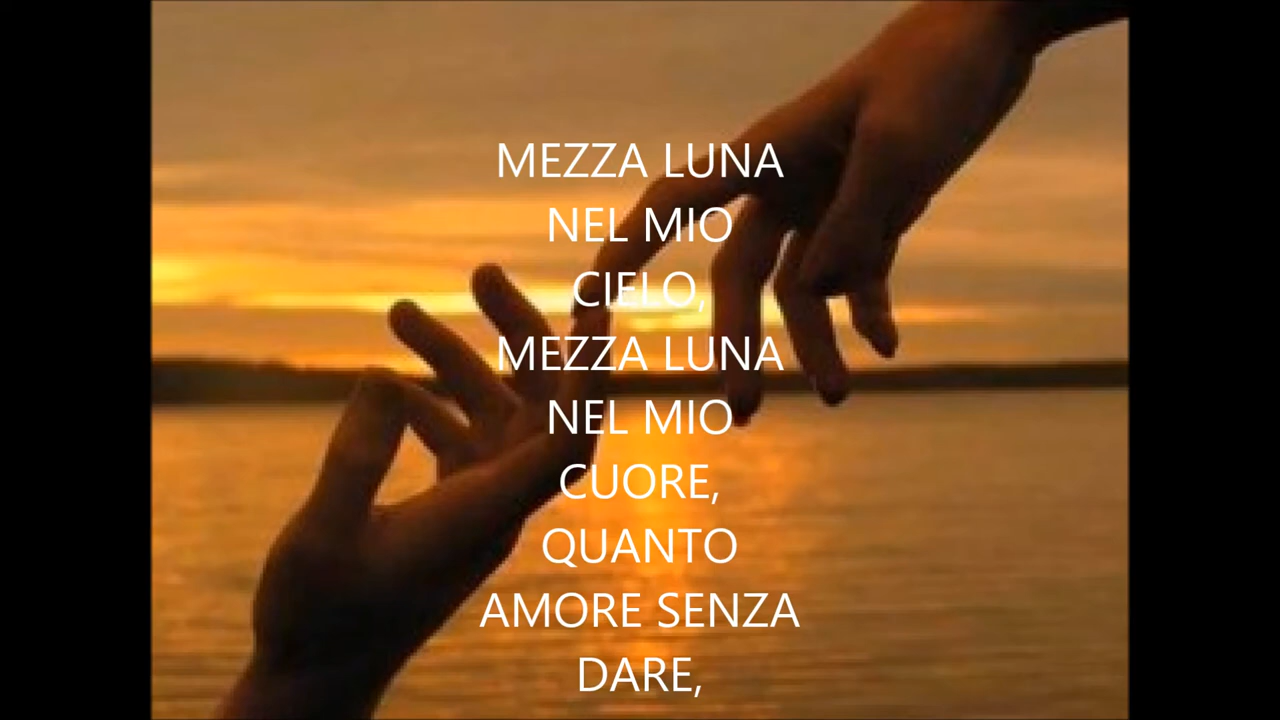 MEZZA LUNA
NEL MIO
CIELO,
MEZZA LUNA
NEL MIO
CUORE,
QUANTO
AMORE SENZA
DARE,